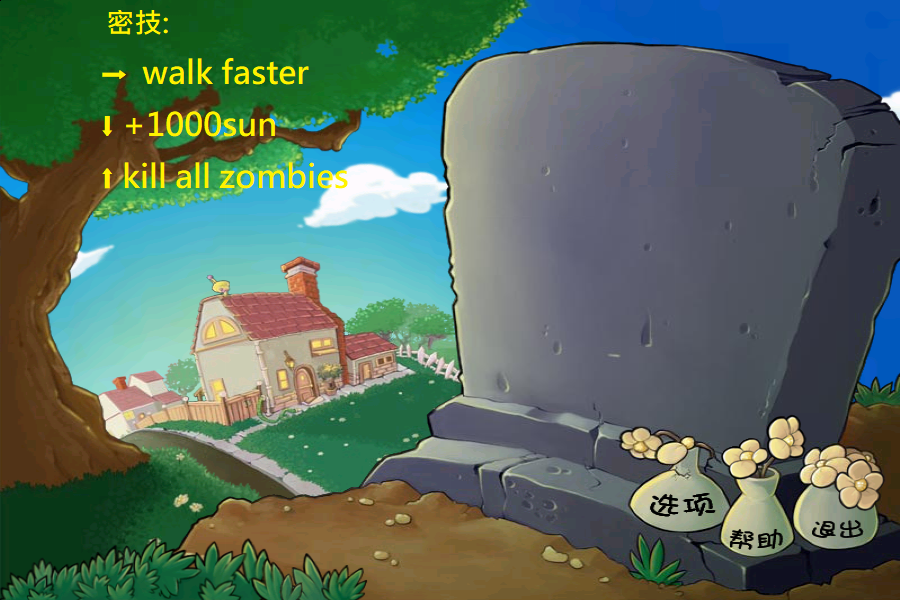 密技:
→ walk faster
↓ +1000sun
↑ kill all zombies
选项
帮助
退出